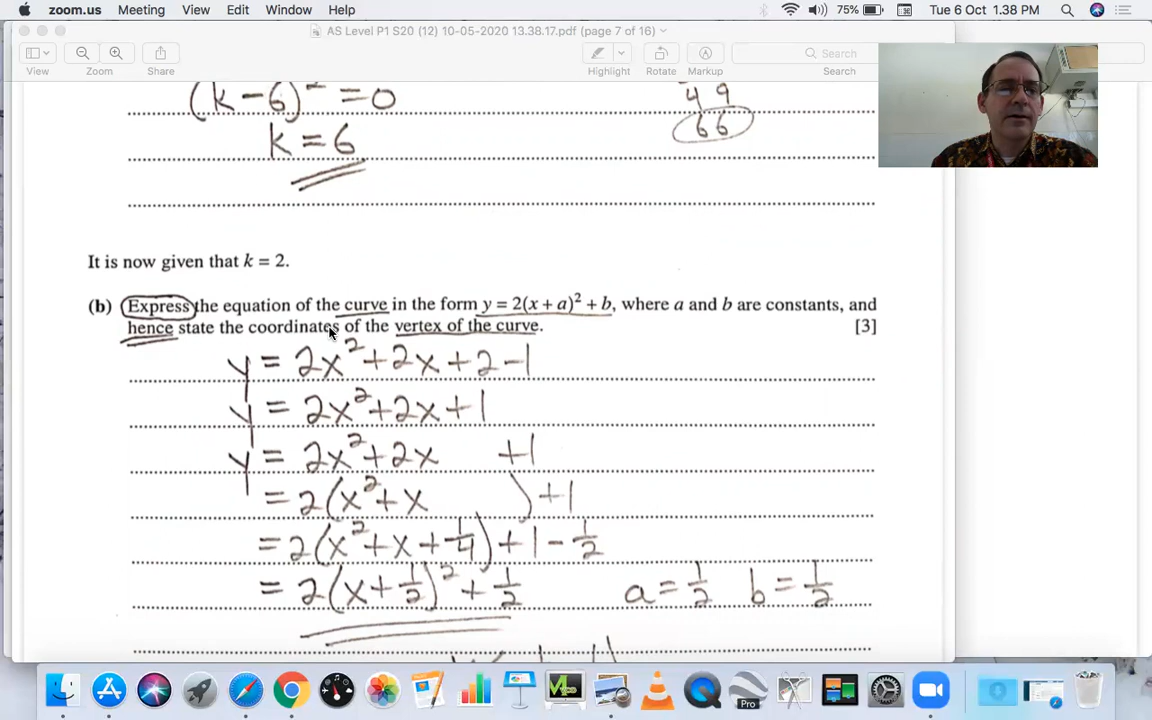 zoom.us Meeting View Edit Window Help 75% Tue 6 Oct 1.38 PM
AS Level P1 S20 (12) 10-05-2020 13.38.17.pdf (page 7 of 16)
View Zoom Share Highlight Rotate Markup Search
Search
(k-6)² =0
k = 6
4 9
66
It is now given that k = 2.
(b) Express the equation of the curve in the form y = 2(x + a)² + b, where a and b are constants, and
hence state the coordinates of the vertex of the curve. [3]
y = 2x²+2x+2-1
y = 2x²+2x+1
y = 2x²+2x +1
= 2(x²+x ) +1
= 2(x²+x+1/4)+1-1/2
= 2(x+1/2)²+1/2 a=1/2 b=1/2
Pro